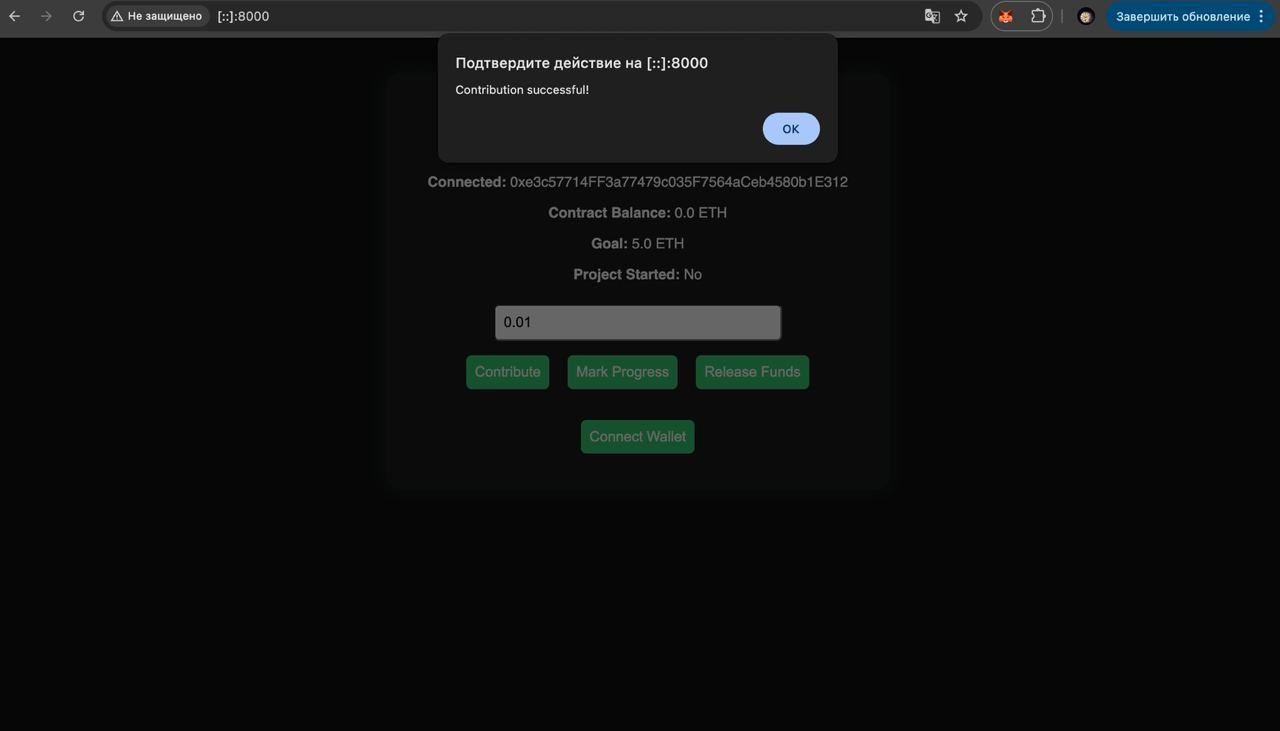 Не защищено [::]:8000 Завершить обновление
Подтвердите действие на [::]:8000
Contribution successful!
OK
Connected: 0xe3c57714FF3a77479c035F7564aCeb4580b1E312
Contract Balance: 0.0 ETH
Goal: 5.0 ETH
Project Started: No
0.01
Contribute Mark Progress Release Funds
Connect Wallet